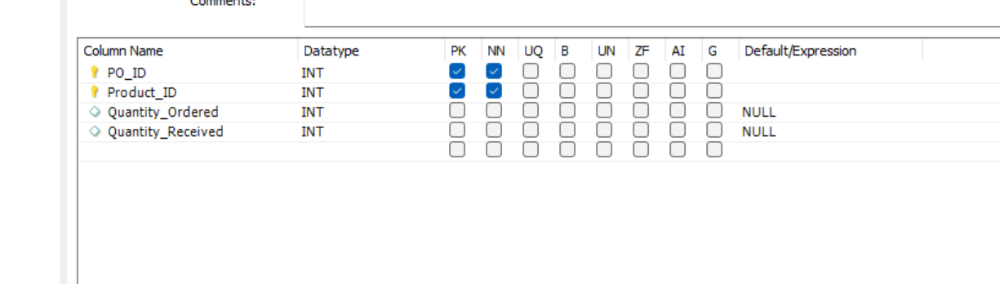 Comments:
Column Name Datatype PK NN UQ B UN ZF AI G Default/Expression
PO_ID INT
Product_ID INT
Quantity_Ordered INT NULL
Quantity_Received INT NULL